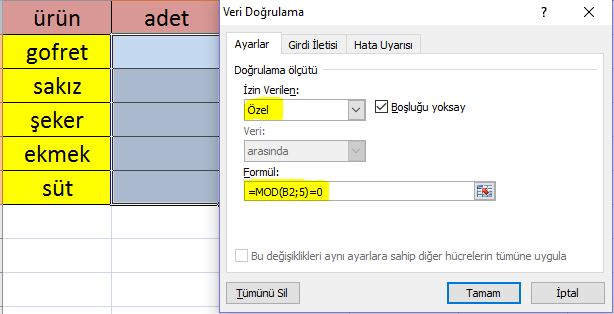 ürün adet
gofret
sakız
şeker
ekmek
süt
Veri Doğrulama ? ×
Ayarlar Girdi İletisi Hata Uyarısı
Doğrulama ölçütü
İzin Verilen:
Özel Boşluğu yoksay
Veri:
arasında
Formül:
=MOD(B2;5)=0
Bu değişiklikleri aynı ayarlara sahip diğer hücrelerin tümüne uygula
Tümünü Sil Tamam İptal